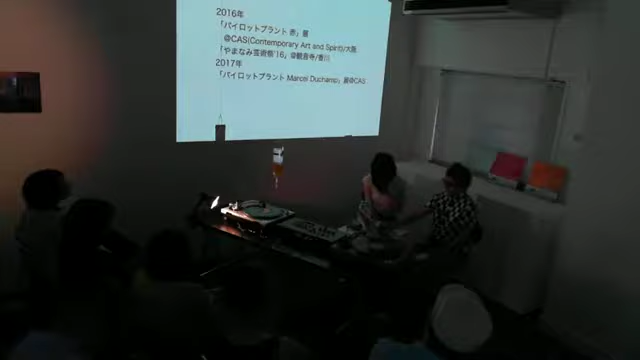 2016年
「パイロットプラント 赤」展
@CAS(Contemporary Art and Spirit)/大阪
「やまなみ芸術祭'16」@観音寺/香川
2017年
「パイロットプラント Marcel Duchamp」展@CAS